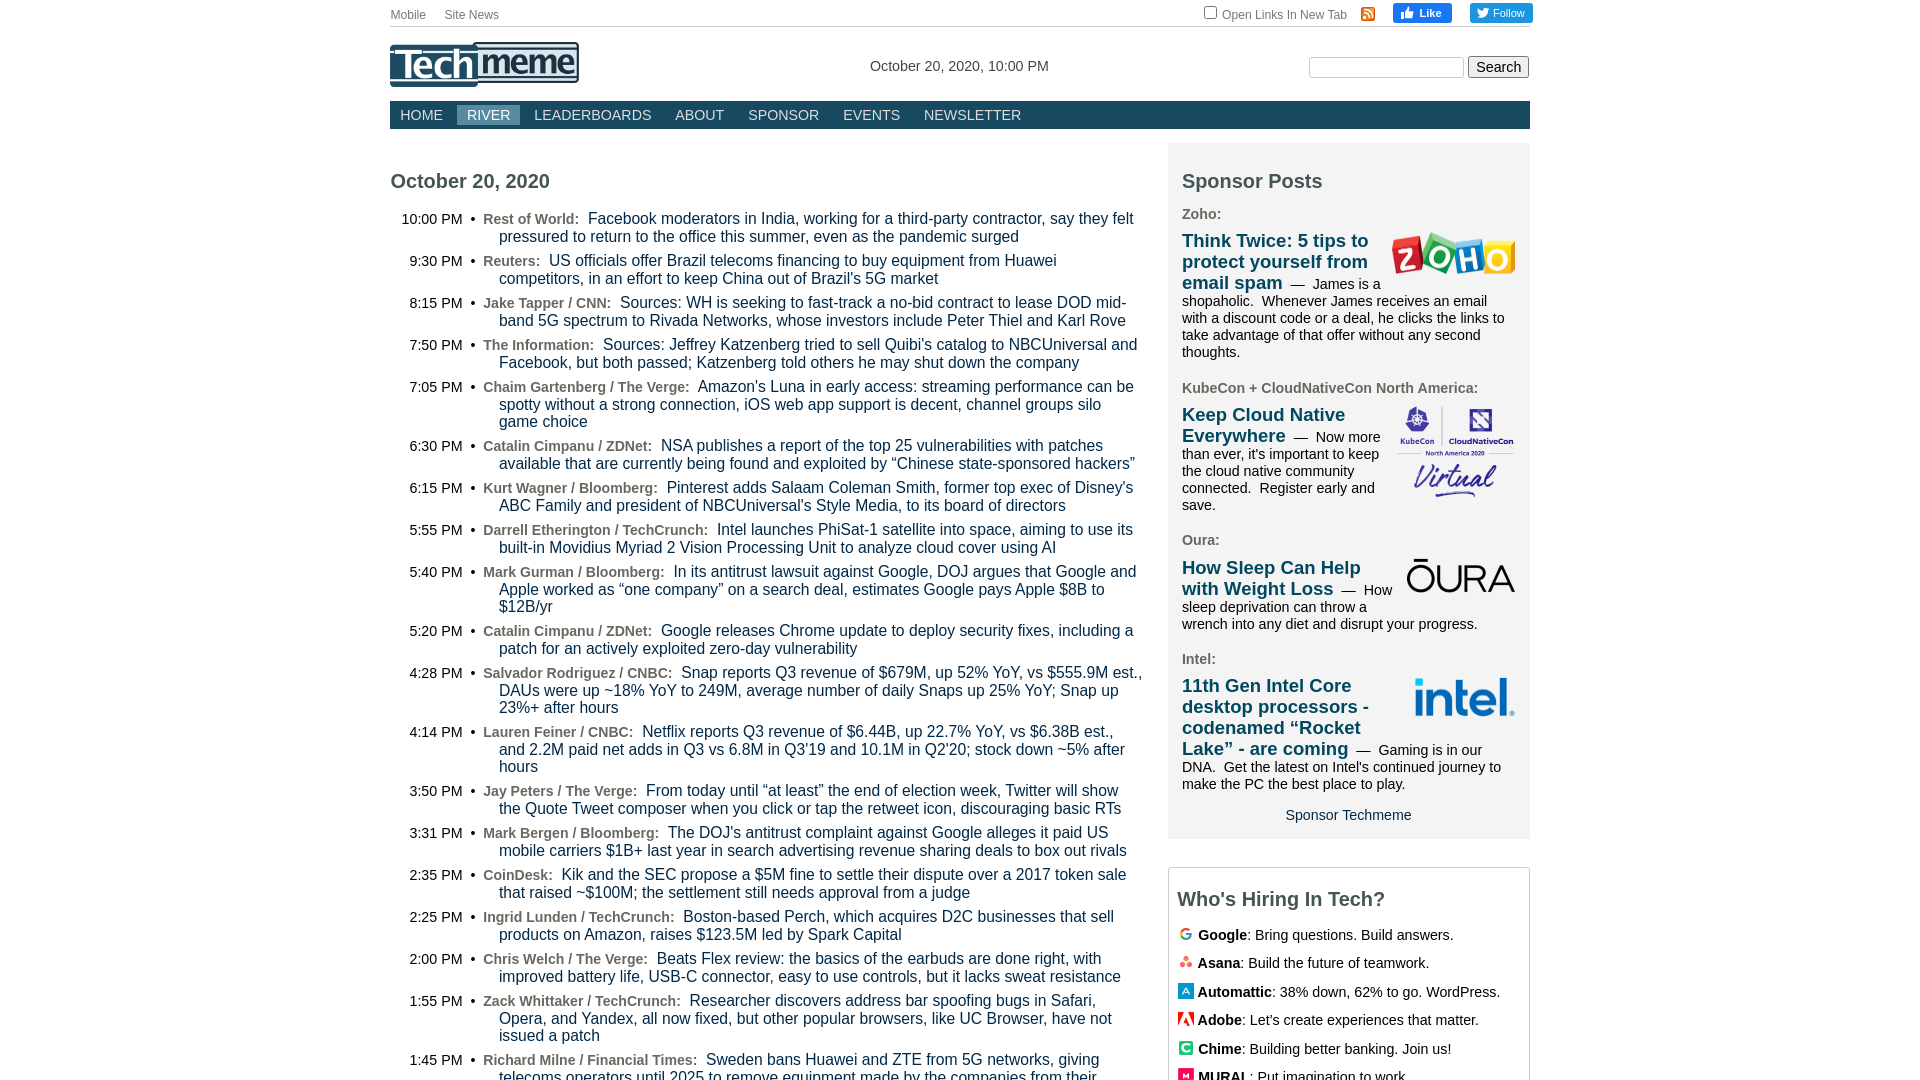 Mobile Site News
Open Links In New Tab Like Follow
Techmeme
October 20, 2020, 10:00 PM
Search
HOME RIVER LEADERBOARDS ABOUT SPONSOR EVENTS NEWSLETTER
October 20, 2020
10:00 PM • Rest of World: Facebook moderators in India, working for a third-party contractor, say they felt
pressured to return to the office this summer, even as the pandemic surged
9:30 PM • Reuters: US officials offer Brazil telecoms financing to buy equipment from Huawei
competitors, in an effort to keep China out of Brazil's 5G market
8:15 PM • Jake Tapper / CNN: Sources: WH is seeking to fast-track a no-bid contract to lease DOD mid-
band 5G spectrum to Rivada Networks, whose investors include Peter Thiel and Karl Rove
7:50 PM • The Information: Sources: Jeffrey Katzenberg tried to sell Quibi's catalog to NBCUniversal and
Facebook, but both passed; Katzenberg told others he may shut down the company
7:05 PM • Chaim Gartenberg / The Verge: Amazon's Luna in early access: streaming performance can be
spotty without a strong connection, iOS web app support is decent, channel groups silo
game choice
6:30 PM • Catalin Cimpanu / ZDNet: NSA publishes a report of the top 25 vulnerabilities with patches
available that are currently being found and exploited by “Chinese state-sponsored hackers”
6:15 PM • Kurt Wagner / Bloomberg: Pinterest adds Salaam Coleman Smith, former top exec of Disney's
ABC Family and president of NBCUniversal's Style Media, to its board of directors
5:55 PM • Darrell Etherington / TechCrunch: Intel launches PhiSat-1 satellite into space, aiming to use its
built-in Movidius Myriad 2 Vision Processing Unit to analyze cloud cover using AI
5:40 PM • Mark Gurman / Bloomberg: In its antitrust lawsuit against Google, DOJ argues that Google and
Apple worked as “one company” on a search deal, estimates Google pays Apple $8B to
$12B/yr
5:20 PM • Catalin Cimpanu / ZDNet: Google releases Chrome update to deploy security fixes, including a
patch for an actively exploited zero-day vulnerability
4:28 PM • Salvador Rodriguez / CNBC: Snap reports Q3 revenue of $679M, up 52% YoY, vs $555.9M est.,
DAUs were up ~18% YoY to 249M, average number of daily Snaps up 25% YoY; Snap up
23%+ after hours
4:14 PM • Lauren Feiner / CNBC: Netflix reports Q3 revenue of $6.44B, up 22.7% YoY, vs $6.38B est.,
and 2.2M paid net adds in Q3 vs 6.8M in Q3'19 and 10.1M in Q2'20; stock down ~5% after
hours
3:50 PM • Jay Peters / The Verge: From today until “at least” the end of election week, Twitter will show
the Quote Tweet composer when you click or tap the retweet icon, discouraging basic RTs
3:31 PM • Mark Bergen / Bloomberg: The DOJ's antitrust complaint against Google alleges it paid US
mobile carriers $1B+ last year in search advertising revenue sharing deals to box out rivals
2:35 PM • CoinDesk: Kik and the SEC propose a $5M fine to settle their dispute over a 2017 token sale
that raised ~$100M; the settlement still needs approval from a judge
2:25 PM • Ingrid Lunden / TechCrunch: Boston-based Perch, which acquires D2C businesses that sell
products on Amazon, raises $123.5M led by Spark Capital
2:00 PM • Chris Welch / The Verge: Beats Flex review: the basics of the earbuds are done right, with
improved battery life, USB-C connector, easy to use controls, but it lacks sweat resistance
1:55 PM • Zack Whittaker / TechCrunch: Researcher discovers address bar spoofing bugs in Safari,
Opera, and Yandex, all now fixed, but other popular browsers, like UC Browser, have not
issued a patch
1:45 PM • Richard Milne / Financial Times: Sweden bans Huawei and ZTE from 5G networks, giving
telecoms operators until 2025 to remove equipment made by the companies from their
Sponsor Posts
Zoho:
Think Twice: 5 tips to
protect yourself from
email spam — James is a
shopaholic. Whenever James receives an email
with a discount code or a deal, he clicks the links to
take advantage of that offer without any second
thoughts.
ZOHO
KubeCon + CloudNativeCon North America:
Keep Cloud Native
Everywhere — Now more
than ever, it's important to keep
the cloud native community
connected. Register early and
save.
KubeCon CloudNativeCon
North America 2020
Virtual
Oura:
How Sleep Can Help
with Weight Loss — How
sleep deprivation can throw a
wrench into any diet and disrupt your progress.
ŌURA
Intel:
11th Gen Intel Core
desktop processors -
codenamed “Rocket
Lake” - are coming — Gaming is in our
DNA. Get the latest on Intel's continued journey to
make the PC the best place to play.
intel
Sponsor Techmeme
Who's Hiring In Tech?
Google: Bring questions. Build answers.
Asana: Build the future of teamwork.
Automattic: 38% down, 62% to go. WordPress.
Adobe: Let’s create experiences that matter.
Chime: Building better banking. Join us!
MURAL: Put imagination to work